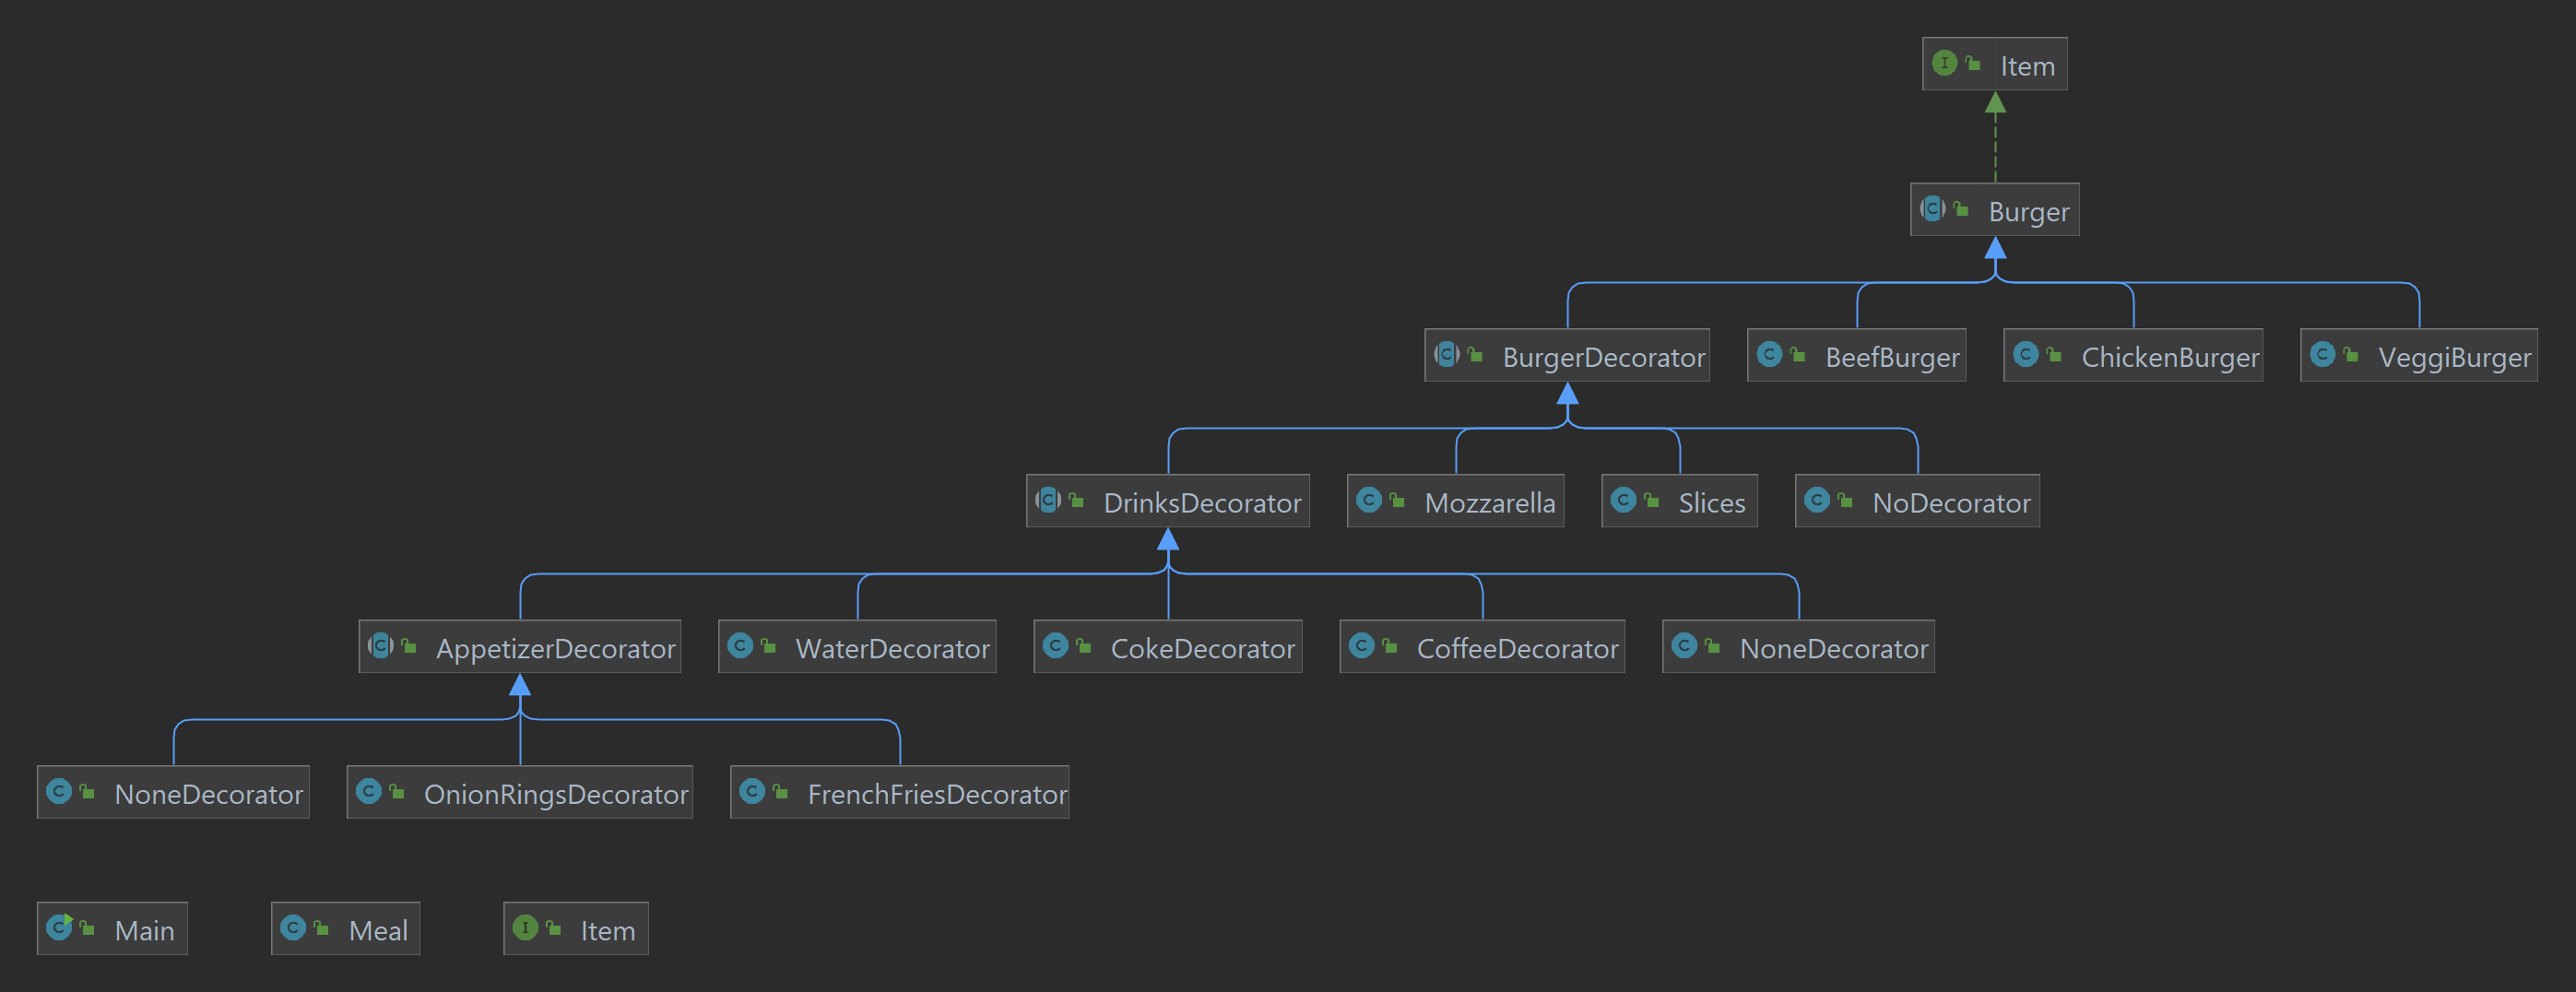 Item
Burger
BurgerDecorator
BeefBurger
ChickenBurger
VeggiBurger
DrinksDecorator
Mozzarella
Slices
NoDecorator
AppetizerDecorator
WaterDecorator
CokeDecorator
CoffeeDecorator
NoneDecorator
NoneDecorator
OnionRingsDecorator
FrenchFriesDecorator
Main
Meal
Item